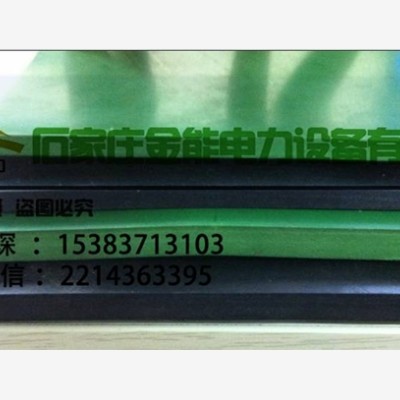 石家庄金能电力设备有
盗图必究
深 : 15383713103
信 : 2214363395